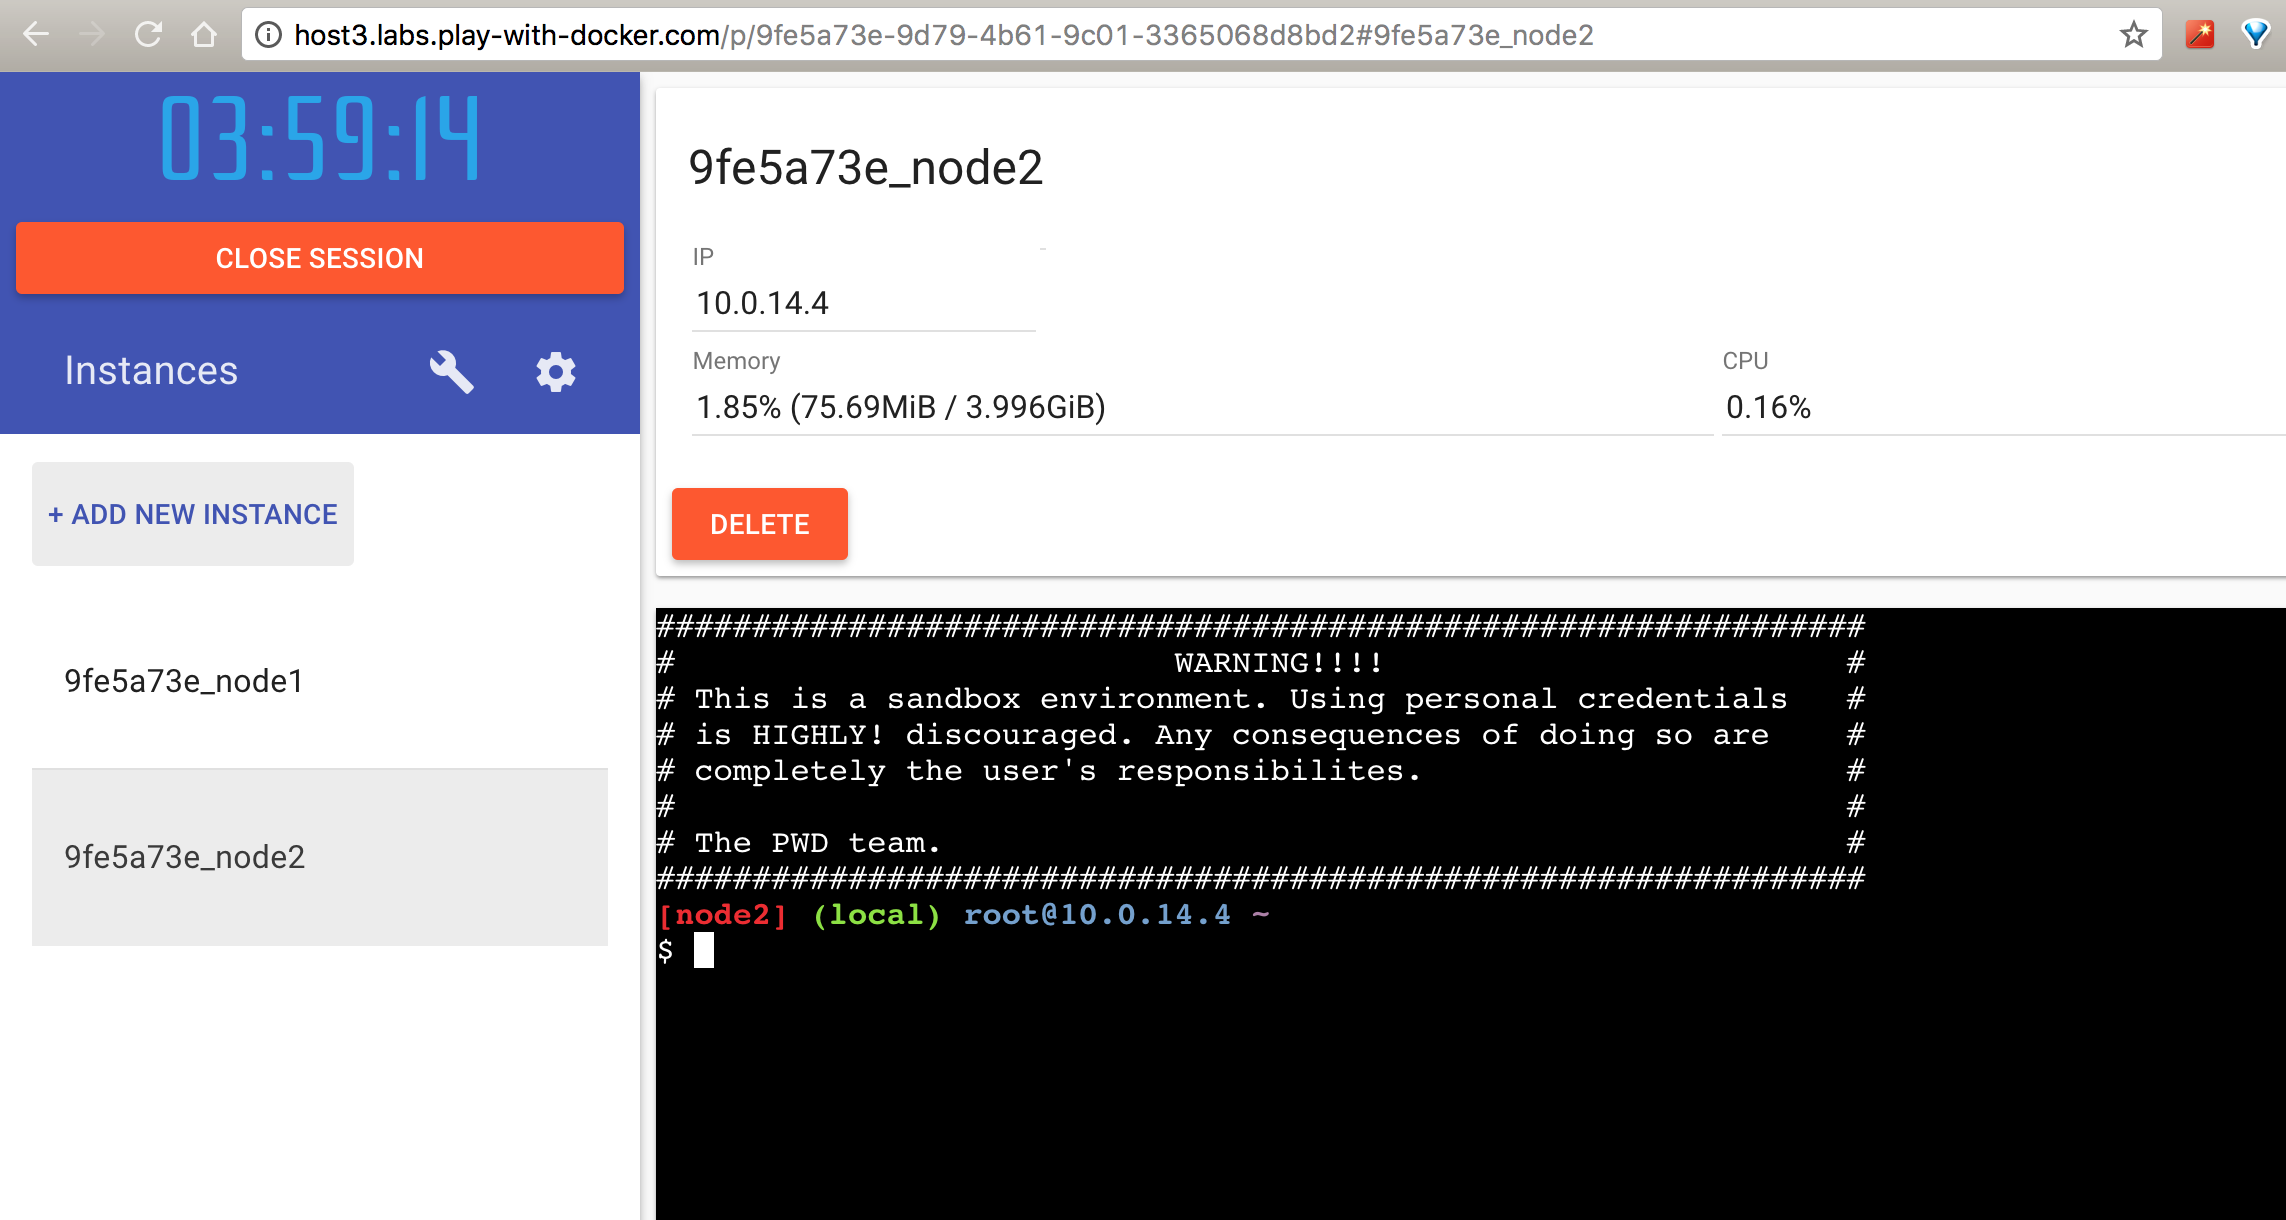 host3.labs.play-with-docker.com/p/9fe5a73e-9d79-4b61-9c01-3365068d8bd2#9fe5a73e_node2
03:59:14
CLOSE SESSION
Instances
+ ADD NEW INSTANCE
9fe5a73e_node1
9fe5a73e_node2
9fe5a73e_node2
IP
10.0.14.4
Memory
1.85% (75.69MiB / 3.996GiB)
CPU
0.16%
DELETE
###############################################################
# WARNING!!!! #
# This is a sandbox environment. Using personal credentials #
# is HIGHLY! discouraged. Any consequences of doing so are #
# completely the user's responsibilites. #
# #
# The PWD team. #
###############################################################
[node2] (local) root@10.0.14.4 ~
$